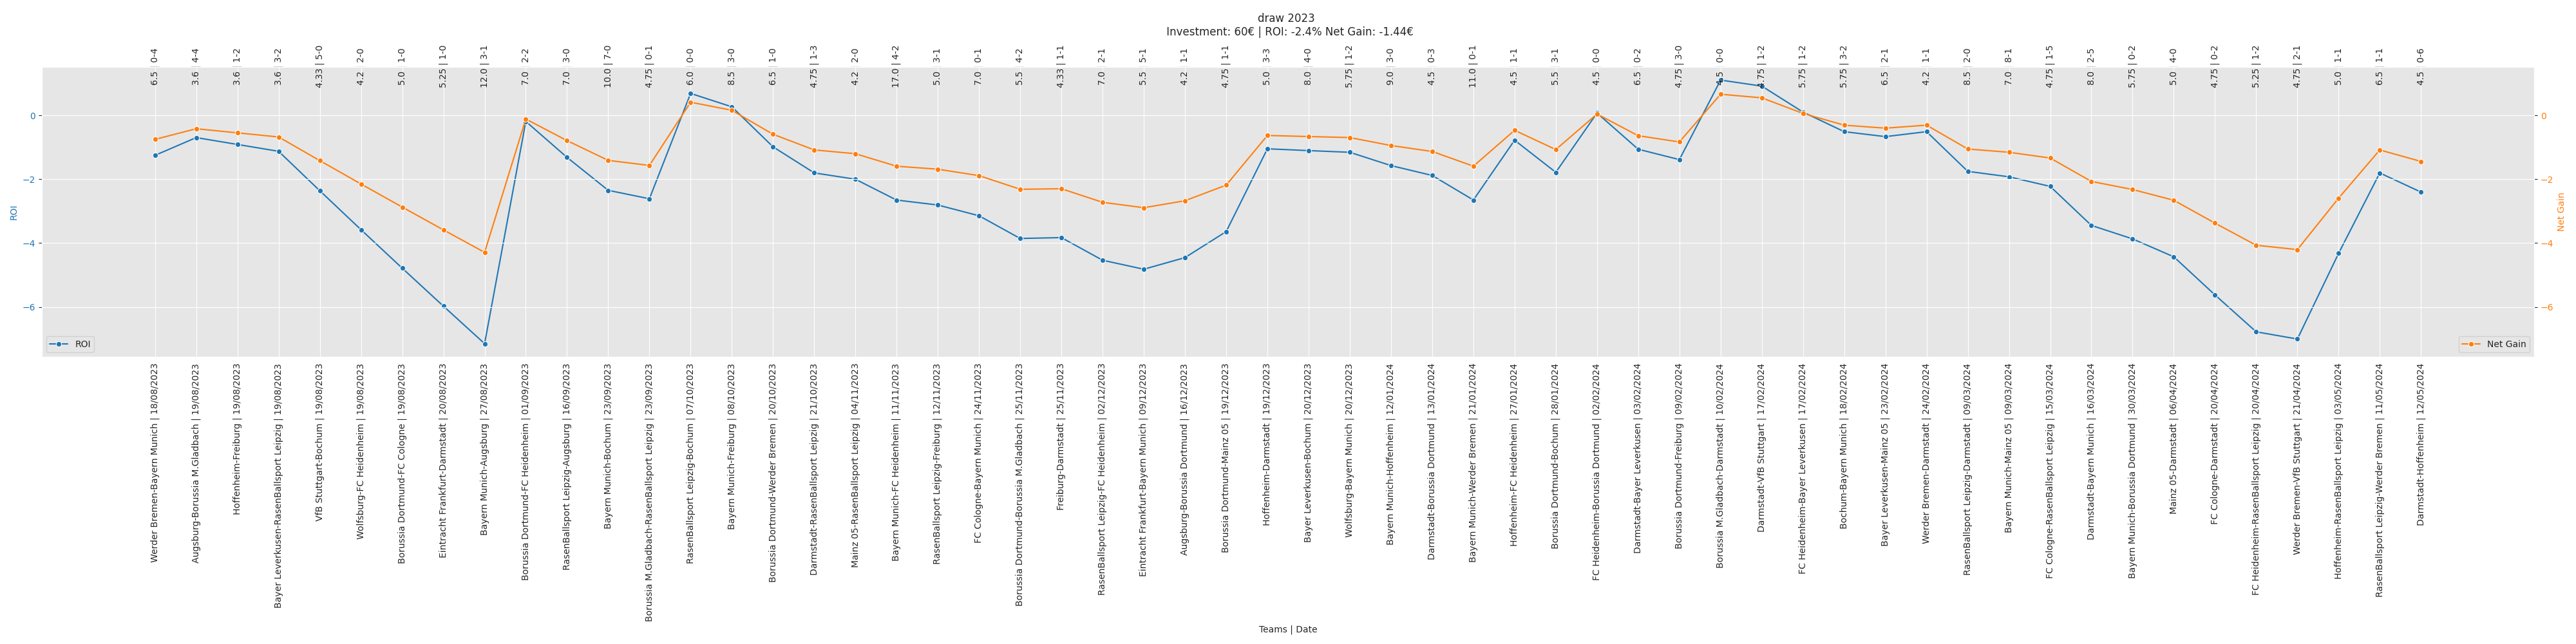 draw 2023
Investment: 60€ | ROI: -2.4% Net Gain: -1.44€
6.5 | 0-4
3.6 | 4-4
3.6 | 1-2
3.6 | 3-2
4.33 | 5-0
4.2 | 2-0
5.0 | 1-0
5.25 | 1-0
12.0 | 3-1
7.0 | 2-2
7.0 | 3-0
10.0 | 7-0
4.75 | 0-1
6.0 | 0-0
8.5 | 3-0
6.5 | 1-0
4.75 | 1-3
4.2 | 2-0
17.0 | 4-2
5.0 | 3-1
7.0 | 0-1
5.5 | 4-2
4.33 | 1-1
7.0 | 2-1
5.5 | 5-1
4.2 | 1-1
4.75 | 1-1
5.0 | 3-3
8.0 | 4-0
5.75 | 1-2
9.0 | 3-0
4.5 | 0-3
11.0 | 0-1
4.5 | 1-1
5.5 | 3-1
4.5 | 0-0
6.5 | 0-2
4.75 | 3-0
4.5 | 0-0
4.75 | 1-2
5.75 | 1-2
5.75 | 3-2
6.5 | 2-1
4.2 | 1-1
8.5 | 2-0
7.0 | 8-1
4.75 | 1-5
8.0 | 2-5
5.75 | 0-2
5.0 | 4-0
4.75 | 0-2
5.25 | 1-2
4.75 | 2-1
5.0 | 1-1
6.5 | 1-1
4.5 | 0-6
0
−2
−4
−6
ROI
ROI
0
−2
−4
−6
Net Gain
Net Gain
Werder Bremen-Bayern Munich | 18/08/2023
Augsburg-Borussia M.Gladbach | 19/08/2023
Hoffenheim-Freiburg | 19/08/2023
Bayer Leverkusen-RasenBallsport Leipzig | 19/08/2023
VfB Stuttgart-Bochum | 19/08/2023
Wolfsburg-FC Heidenheim | 19/08/2023
Borussia Dortmund-FC Cologne | 19/08/2023
Eintracht Frankfurt-Darmstadt | 20/08/2023
Bayern Munich-Augsburg | 27/08/2023
Borussia Dortmund-FC Heidenheim | 01/09/2023
RasenBallsport Leipzig-Augsburg | 16/09/2023
Bayern Munich-Bochum | 23/09/2023
Borussia M.Gladbach-RasenBallsport Leipzig | 23/09/2023
RasenBallsport Leipzig-Bochum | 07/10/2023
Bayern Munich-Freiburg | 08/10/2023
Borussia Dortmund-Werder Bremen | 20/10/2023
Darmstadt-RasenBallsport Leipzig | 21/10/2023
Mainz 05-RasenBallsport Leipzig | 04/11/2023
Bayern Munich-FC Heidenheim | 11/11/2023
RasenBallsport Leipzig-Freiburg | 12/11/2023
FC Cologne-Bayern Munich | 24/11/2023
Borussia Dortmund-Borussia M.Gladbach | 25/11/2023
Freiburg-Darmstadt | 25/11/2023
RasenBallsport Leipzig-FC Heidenheim | 02/12/2023
Eintracht Frankfurt-Bayern Munich | 09/12/2023
Augsburg-Borussia Dortmund | 16/12/2023
Borussia Dortmund-Mainz 05 | 19/12/2023
Hoffenheim-Darmstadt | 19/12/2023
Bayer Leverkusen-Bochum | 20/12/2023
Wolfsburg-Bayern Munich | 20/12/2023
Bayern Munich-Hoffenheim | 12/01/2024
Darmstadt-Borussia Dortmund | 13/01/2024
Bayern Munich-Werder Bremen | 21/01/2024
Hoffenheim-FC Heidenheim | 27/01/2024
Borussia Dortmund-Bochum | 28/01/2024
FC Heidenheim-Borussia Dortmund | 02/02/2024
Darmstadt-Bayer Leverkusen | 03/02/2024
Borussia Dortmund-Freiburg | 09/02/2024
Borussia M.Gladbach-Darmstadt | 10/02/2024
Darmstadt-VfB Stuttgart | 17/02/2024
FC Heidenheim-Bayer Leverkusen | 17/02/2024
Bochum-Bayern Munich | 18/02/2024
Bayer Leverkusen-Mainz 05 | 23/02/2024
Werder Bremen-Darmstadt | 24/02/2024
RasenBallsport Leipzig-Darmstadt | 09/03/2024
Bayern Munich-Mainz 05 | 09/03/2024
FC Cologne-RasenBallsport Leipzig | 15/03/2024
Darmstadt-Bayern Munich | 16/03/2024
Bayern Munich-Borussia Dortmund | 30/03/2024
Mainz 05-Darmstadt | 06/04/2024
FC Cologne-Darmstadt | 20/04/2024
FC Heidenheim-RasenBallsport Leipzig | 20/04/2024
Werder Bremen-VfB Stuttgart | 21/04/2024
Hoffenheim-RasenBallsport Leipzig | 03/05/2024
RasenBallsport Leipzig-Werder Bremen | 11/05/2024
Darmstadt-Hoffenheim | 12/05/2024
Teams | Date